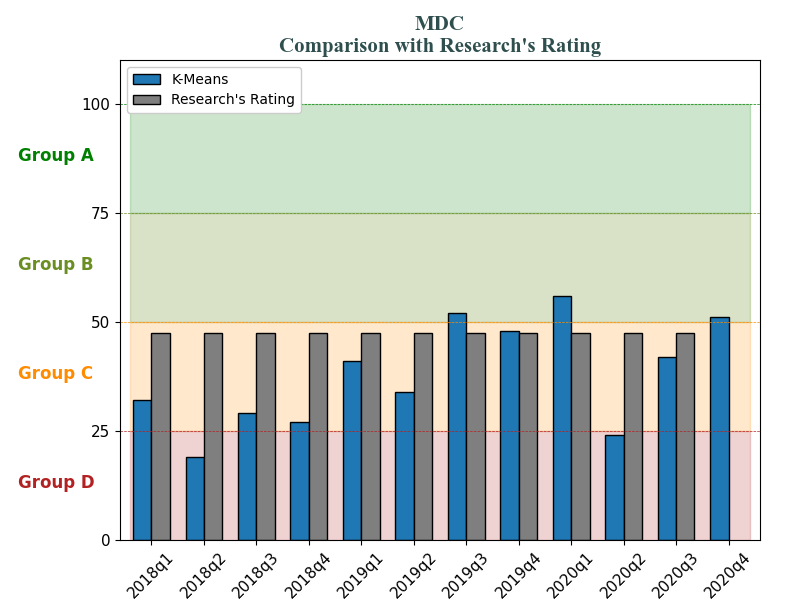 MDC
Comparison with Research's Rating
K-Means
Research's Rating
100
Group A
75
Group B
50
Group C
25
Group D
0
2018q1
2018q2
2018q3
2018q4
2019q1
2019q2
2019q3
2019q4
2020q1
2020q2
2020q3
2020q4